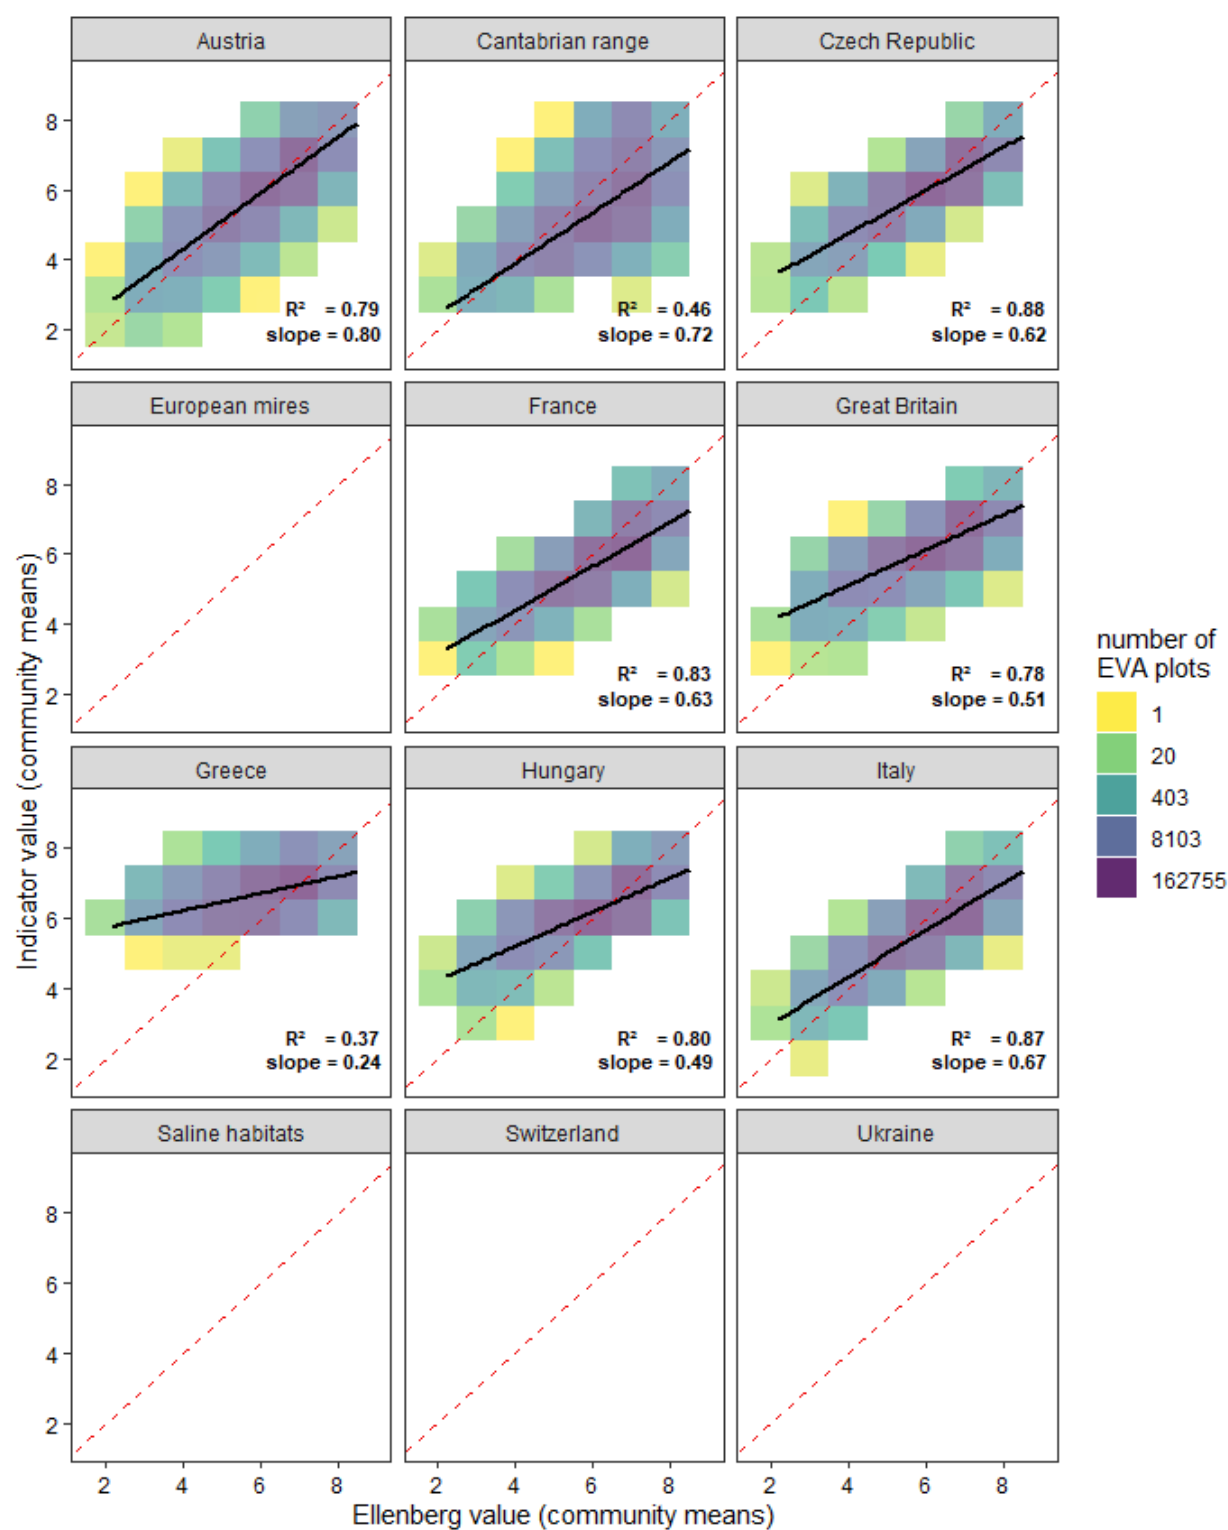 Austria
Cantabrian range
Czech Republic
8
6
4
2
R² = 0.79
slope = 0.80
R² = 0.46
slope = 0.72
R² = 0.88
slope = 0.62
European mires
France
Great Britain
8
6
4
2
R² = 0.83
slope = 0.63
R² = 0.78
slope = 0.51
Indicator value (community means)
Greece
Hungary
Italy
8
6
4
2
R² = 0.37
slope = 0.24
R² = 0.80
slope = 0.49
R² = 0.87
slope = 0.67
Saline habitats
Switzerland
Ukraine
8
6
4
2
2 4 6 8
2 4 6 8
2 4 6 8
Ellenberg value (community means)
number of
EVA plots
1
20
403
8103
162755